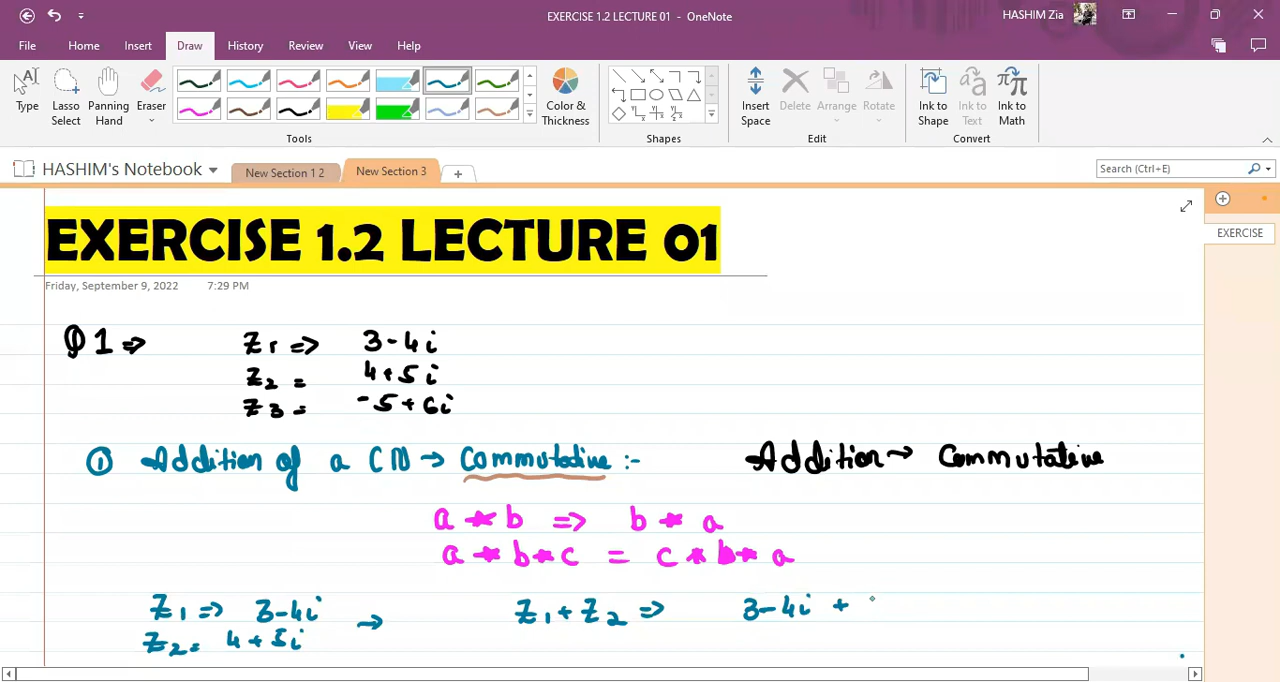 EXERCISE 1.2 LECTURE 01 - OneNote
HASHIM Zia
File Home Insert Draw History Review View Help
Type Lasso Select Panning Hand Eraser
Color & Thickness
Insert Space Delete Arrange Rotate
Ink to Shape Ink to Text Ink to Math
Tools Shapes Edit Convert
HASHIM's Notebook New Section 1 2 New Section 3
Search (Ctrl+E)
EXERCISE 1.2 LECTURE 01
EXERCISE
Friday, September 9, 2022 7:29 PM
Q1 ⇒ z₁ ⇒ 3-4i
z₂ = 4+5i
z₃ = -5+6i
① Addition of a CN → Commutative :- Addition → Commutative
a * b ⇒ b * a
a * b * c = c * b * a
z₁ ⇒ 3-4i → z₁ + z₂ ⇒ 3-4i +
z₂ = 4+5i